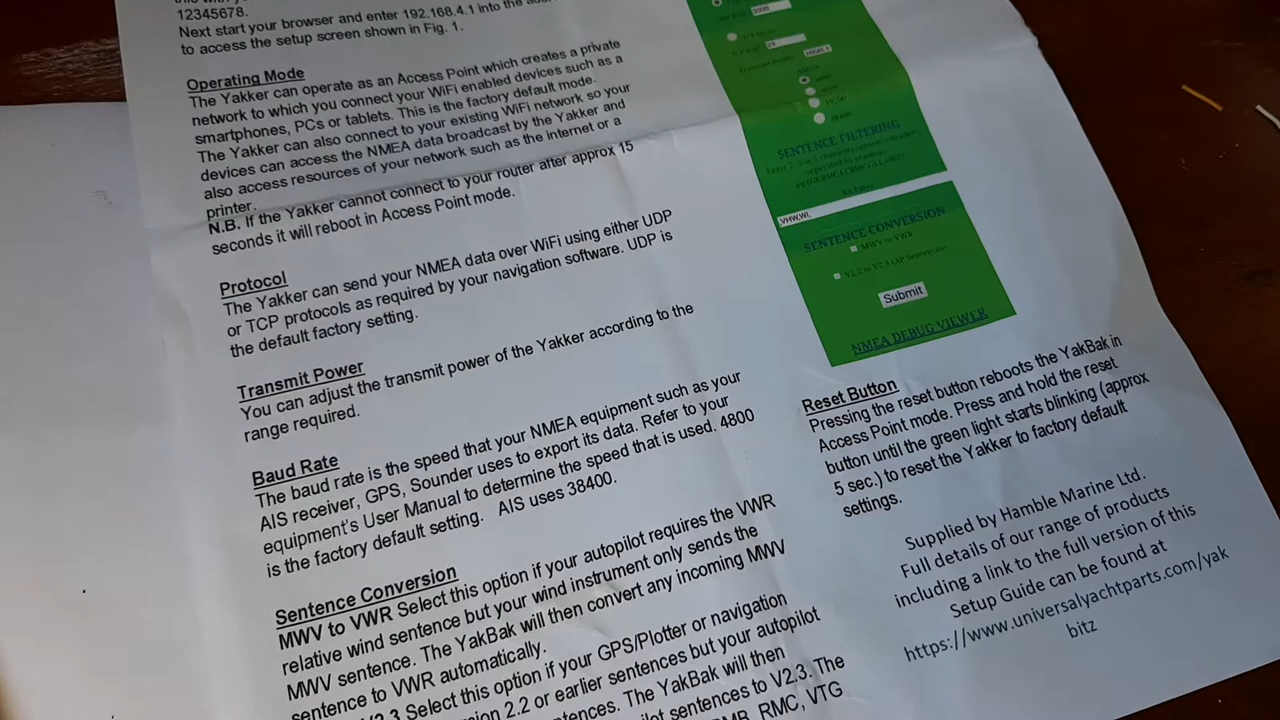 this with
12345678.
Next start your browser and enter 192.168.4.1 into the
to access the setup screen shown in Fig. 1.
Operating Mode
The Yakker can operate as an Access Point which creates a private
network to which you connect your WiFi enabled devices such as a
smartphones, PCs or tablets. This is the factory default mode.
The Yakker can also connect to your existing WiFi network so your
devices can access the NMEA data broadcast by the Yakker and
also access resources of your network such as the internet or a
printer.
N.B. If the Yakker cannot connect to your router after approx 15
seconds it will reboot in Access Point mode.
Protocol
The Yakker can send your NMEA data over WiFi using either UDP
or TCP protocols as required by your navigation software. UDP is
the default factory setting.
Transmit Power
You can adjust the transmit power of the Yakker according to the
range required.
Baud Rate
The baud rate is the speed that your NMEA equipment such as your
AIS receiver, GPS, Sounder uses to export its data. Refer to your
equipment's User Manual to determine the speed that is used. 4800
is the factory default setting. AIS uses 38400.
Sentence Conversion
MWV to VWR Select this option if your autopilot requires the VWR
relative wind sentence but your wind instrument only sends the
MWV sentence. The YakBak will then convert any incoming MWV
sentence to VWR automatically.
Select this option if your GPS/Plotter or navigation
2.2 or earlier sentences but your autopilot
The YakBak will then
sentences to V2.3. The
RMC, VTG
HIGH
SENTENCE FILTERING
,VHW,WI,
SENTENCE CONVERSION
MWV to VWR
Submit
NMEA DEBUG VIEWER
Reset Button
Pressing the reset button reboots the YakBak in
Access Point mode. Press and hold the reset
button until the green light starts blinking (approx
5 sec.) to reset the Yakker to factory default
settings.
Supplied by Hamble Marine Ltd.
Full details of our range of products
including a link to the full version of this
Setup Guide can be found at
https://www.universalyachtparts.com/yak
bitz